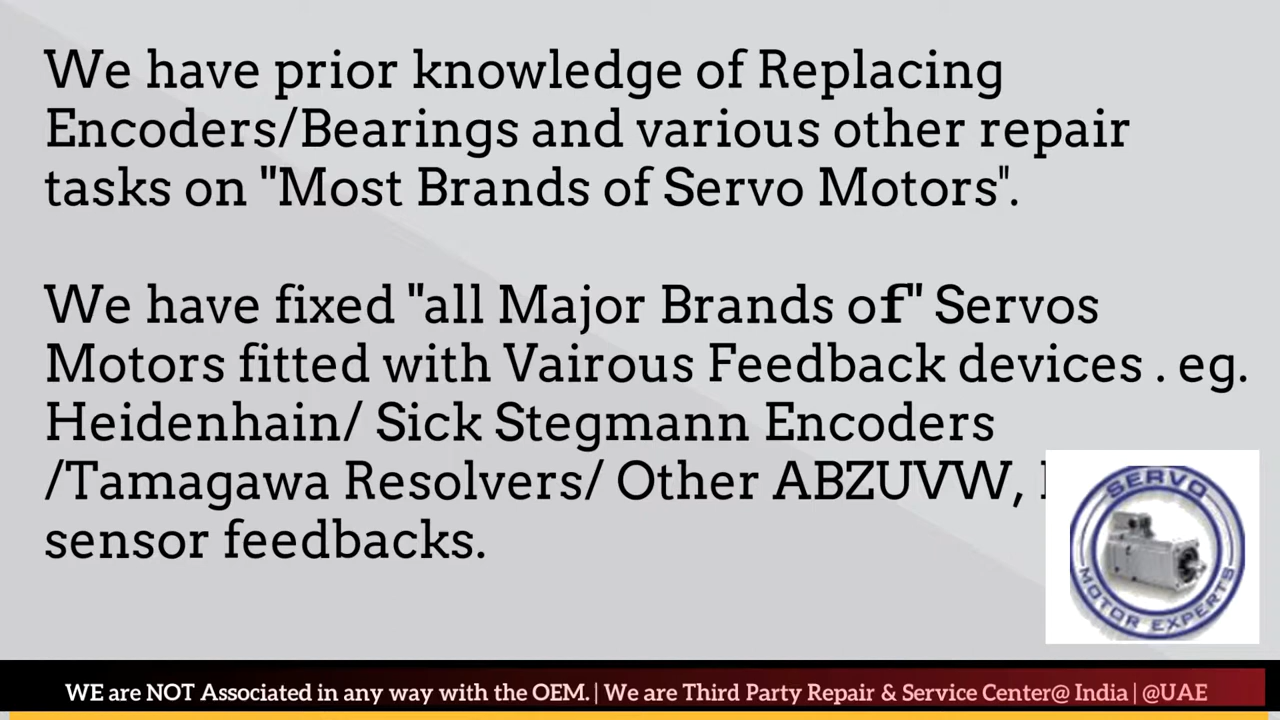 We have prior knowledge of Replacing
Encoders/Bearings and various other repair
tasks on "Most Brands of Servo Motors".
We have fixed "all Major Brands of" Servos
Motors fitted with Vairous Feedback devices . eg.
Heidenhain/ Sick Stegmann Encoders
/Tamagawa Resolvers/ Other ABZUVW,
sensor feedbacks.
SERVO
MOTOR EXPERTS
WE are NOT Associated in any way with the OEM. | We are Third Party Repair & Service Center@ India | @UAE